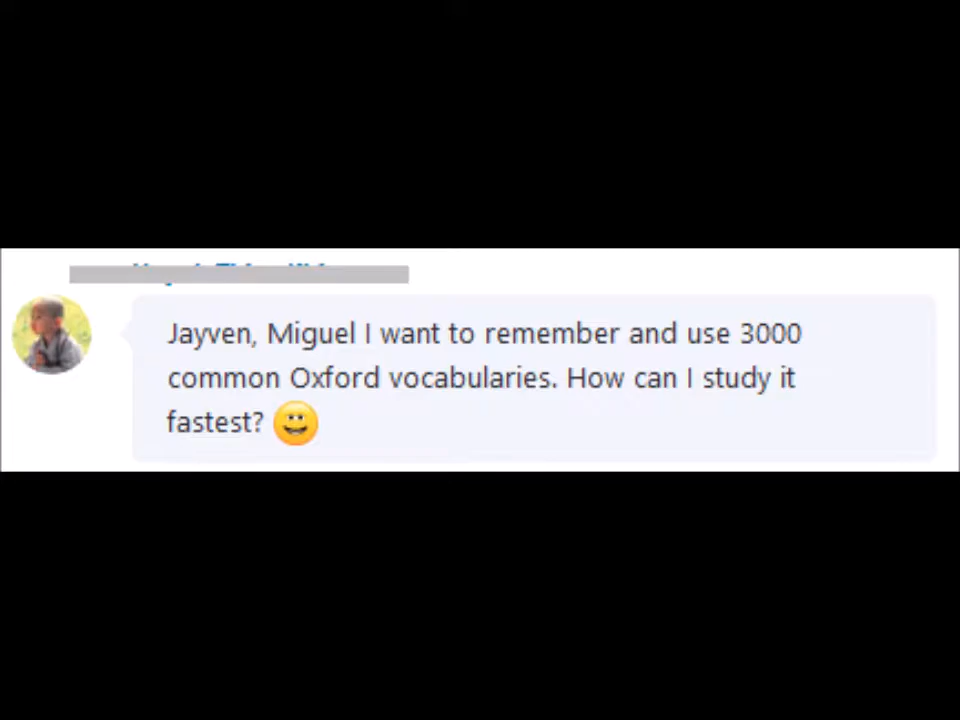 Jayven, Miguel I want to remember and use 3000
common Oxford vocabularies. How can I study it
fastest?